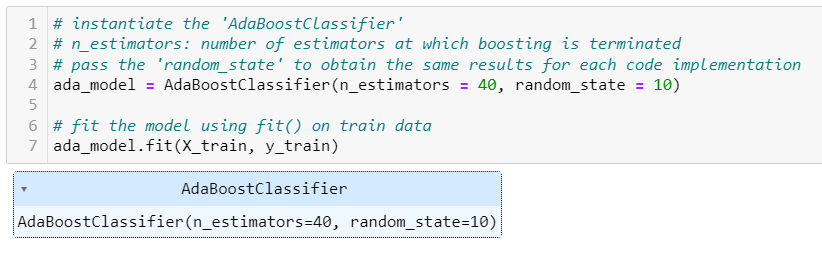 1 # instantiate the 'AdaBoostClassifier'
2 # n_estimators: number of estimators at which boosting is terminated
3 # pass the 'random_state' to obtain the same results for each code implementation
4 ada_model = AdaBoostClassifier(n_estimators = 40, random_state = 10)
5
6 # fit the model using fit() on train data
7 ada_model.fit(X_train, y_train)
AdaBoostClassifier
AdaBoostClassifier(n_estimators=40, random_state=10)